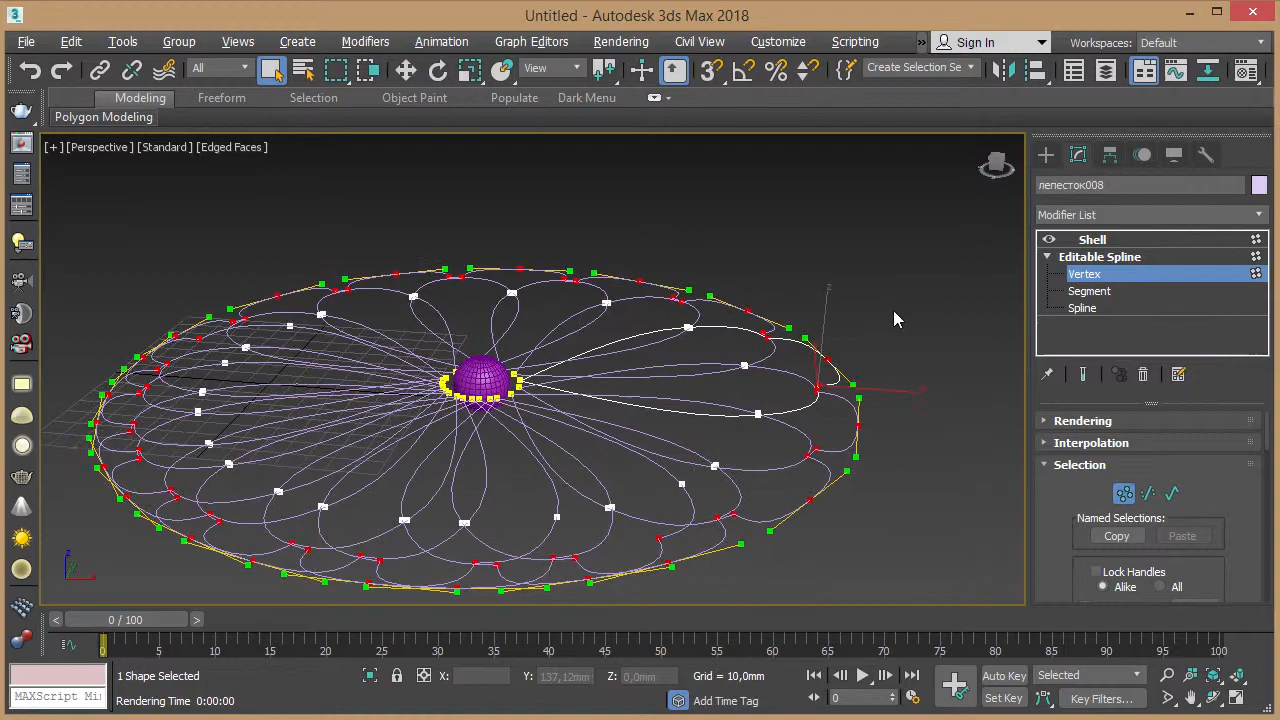 Untitled - Autodesk 3ds Max 2018
File Edit Tools Group Views Create Modifiers Animation Graph Editors Rendering Civil View Customize Scripting » Sign In Workspaces: Default
All View Create Selection Se
Modeling Freeform Selection Object Paint Populate Dark Menu
Polygon Modeling
[+] [Perspective ] [Standard ] [Edged Faces ]
z
z
лепесток008
Modifier List
Shell
Editable Spline
Vertex
Segment
Spline
Rendering
Interpolation
Selection
Named Selections:
Copy Paste
Lock Handles
Alike All
< 0 / 100 >
0 5 10 15 20 25 30 35 40 45 50 55 60 65 70 75 80 85 90 95 100
1 Shape Selected X: Y: 137,12mm Z: 0,0mm Grid = 10,0mm Auto Key Selected
MAXScript Mi Rendering Time 0:00:00 Add Time Tag 0 Set Key Key Filters...